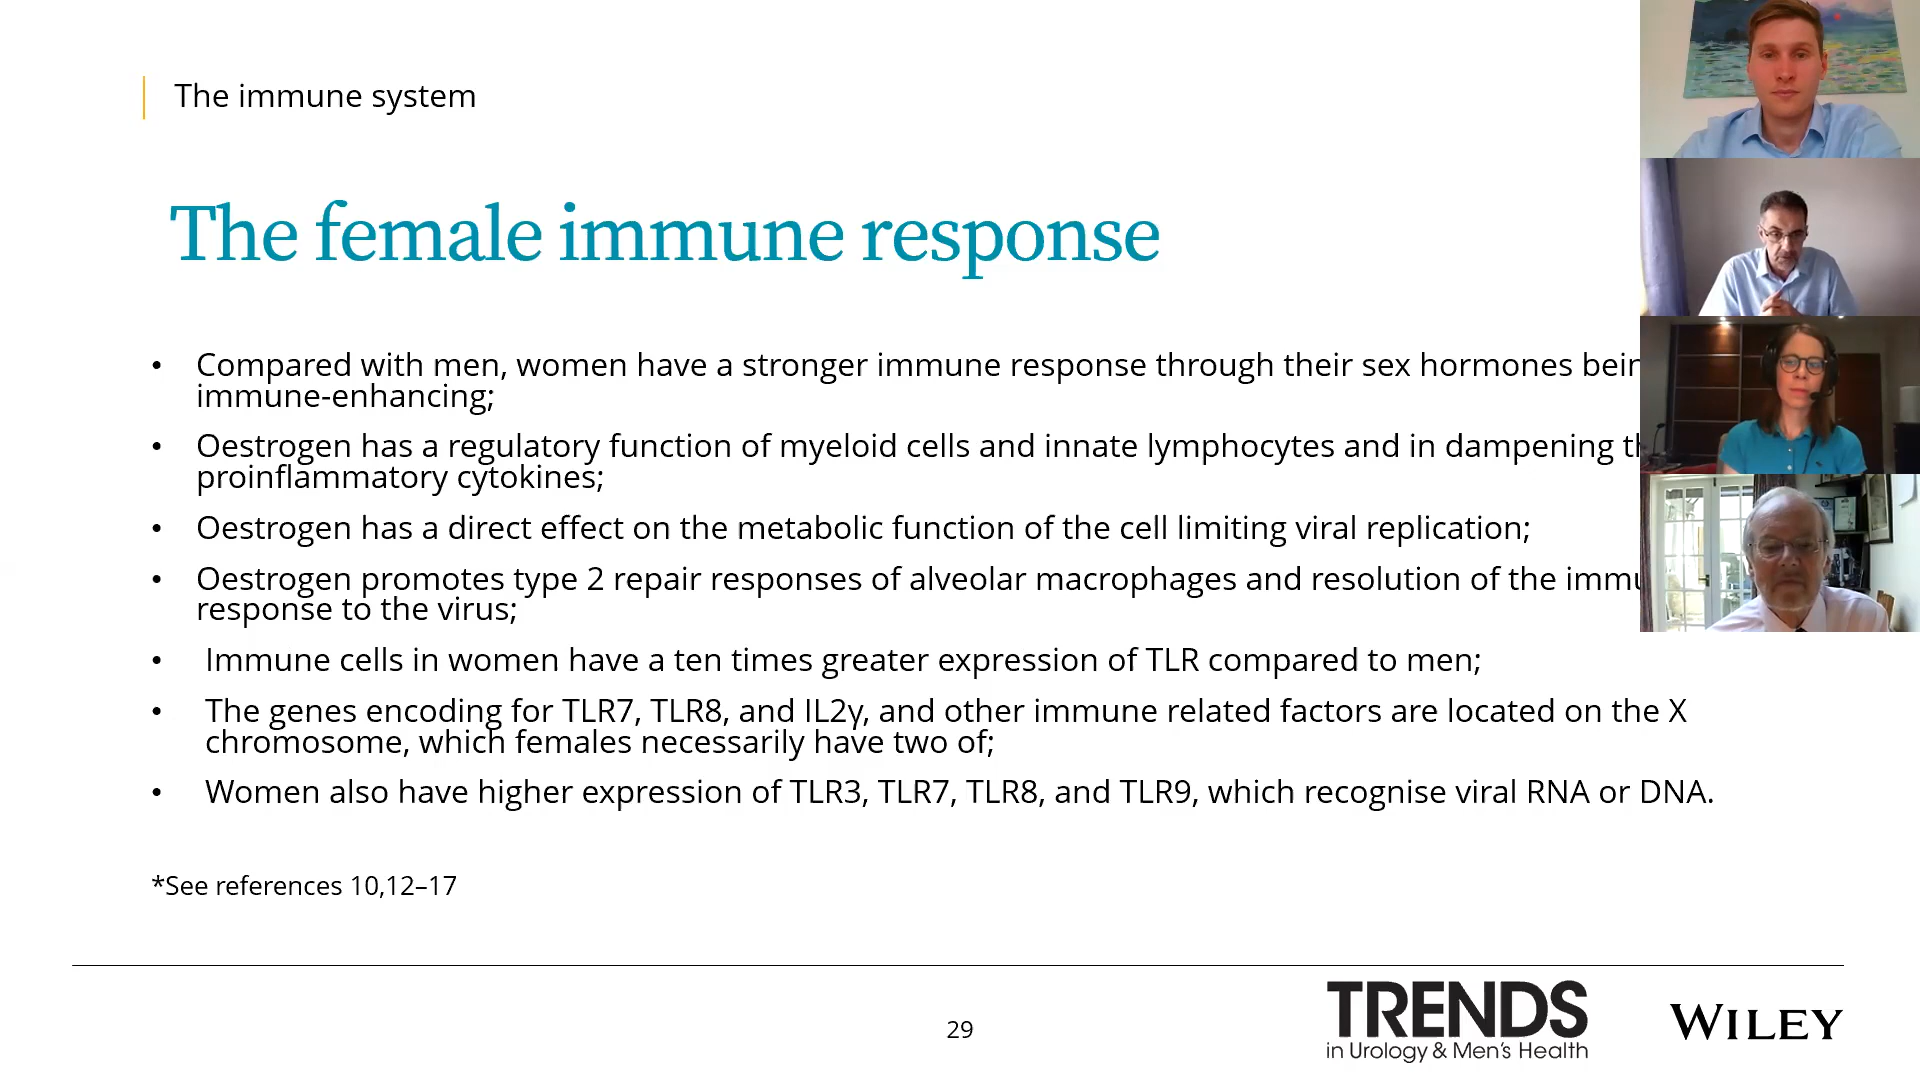 The immune system
The female immune response
• Compared with men, women have a stronger immune response through their sex hormones
immune-enhancing;
• Oestrogen has a regulatory function of myeloid cells and innate lymphocytes and in dampening
proinflammatory cytokines;
• Oestrogen has a direct effect on the metabolic function of the cell limiting viral replication;
• Oestrogen promotes type 2 repair responses of alveolar macrophages and resolution of the
response to the virus;
• Immune cells in women have a ten times greater expression of TLR compared to men;
• The genes encoding for TLR7, TLR8, and IL2γ, and other immune related factors are located on the X
chromosome, which females necessarily have two of;
• Women also have higher expression of TLR3, TLR7, TLR8, and TLR9, which recognise viral RNA or DNA.
*See references 10,12–17
29
TRENDS
in Urology & Men's Health
WILEY